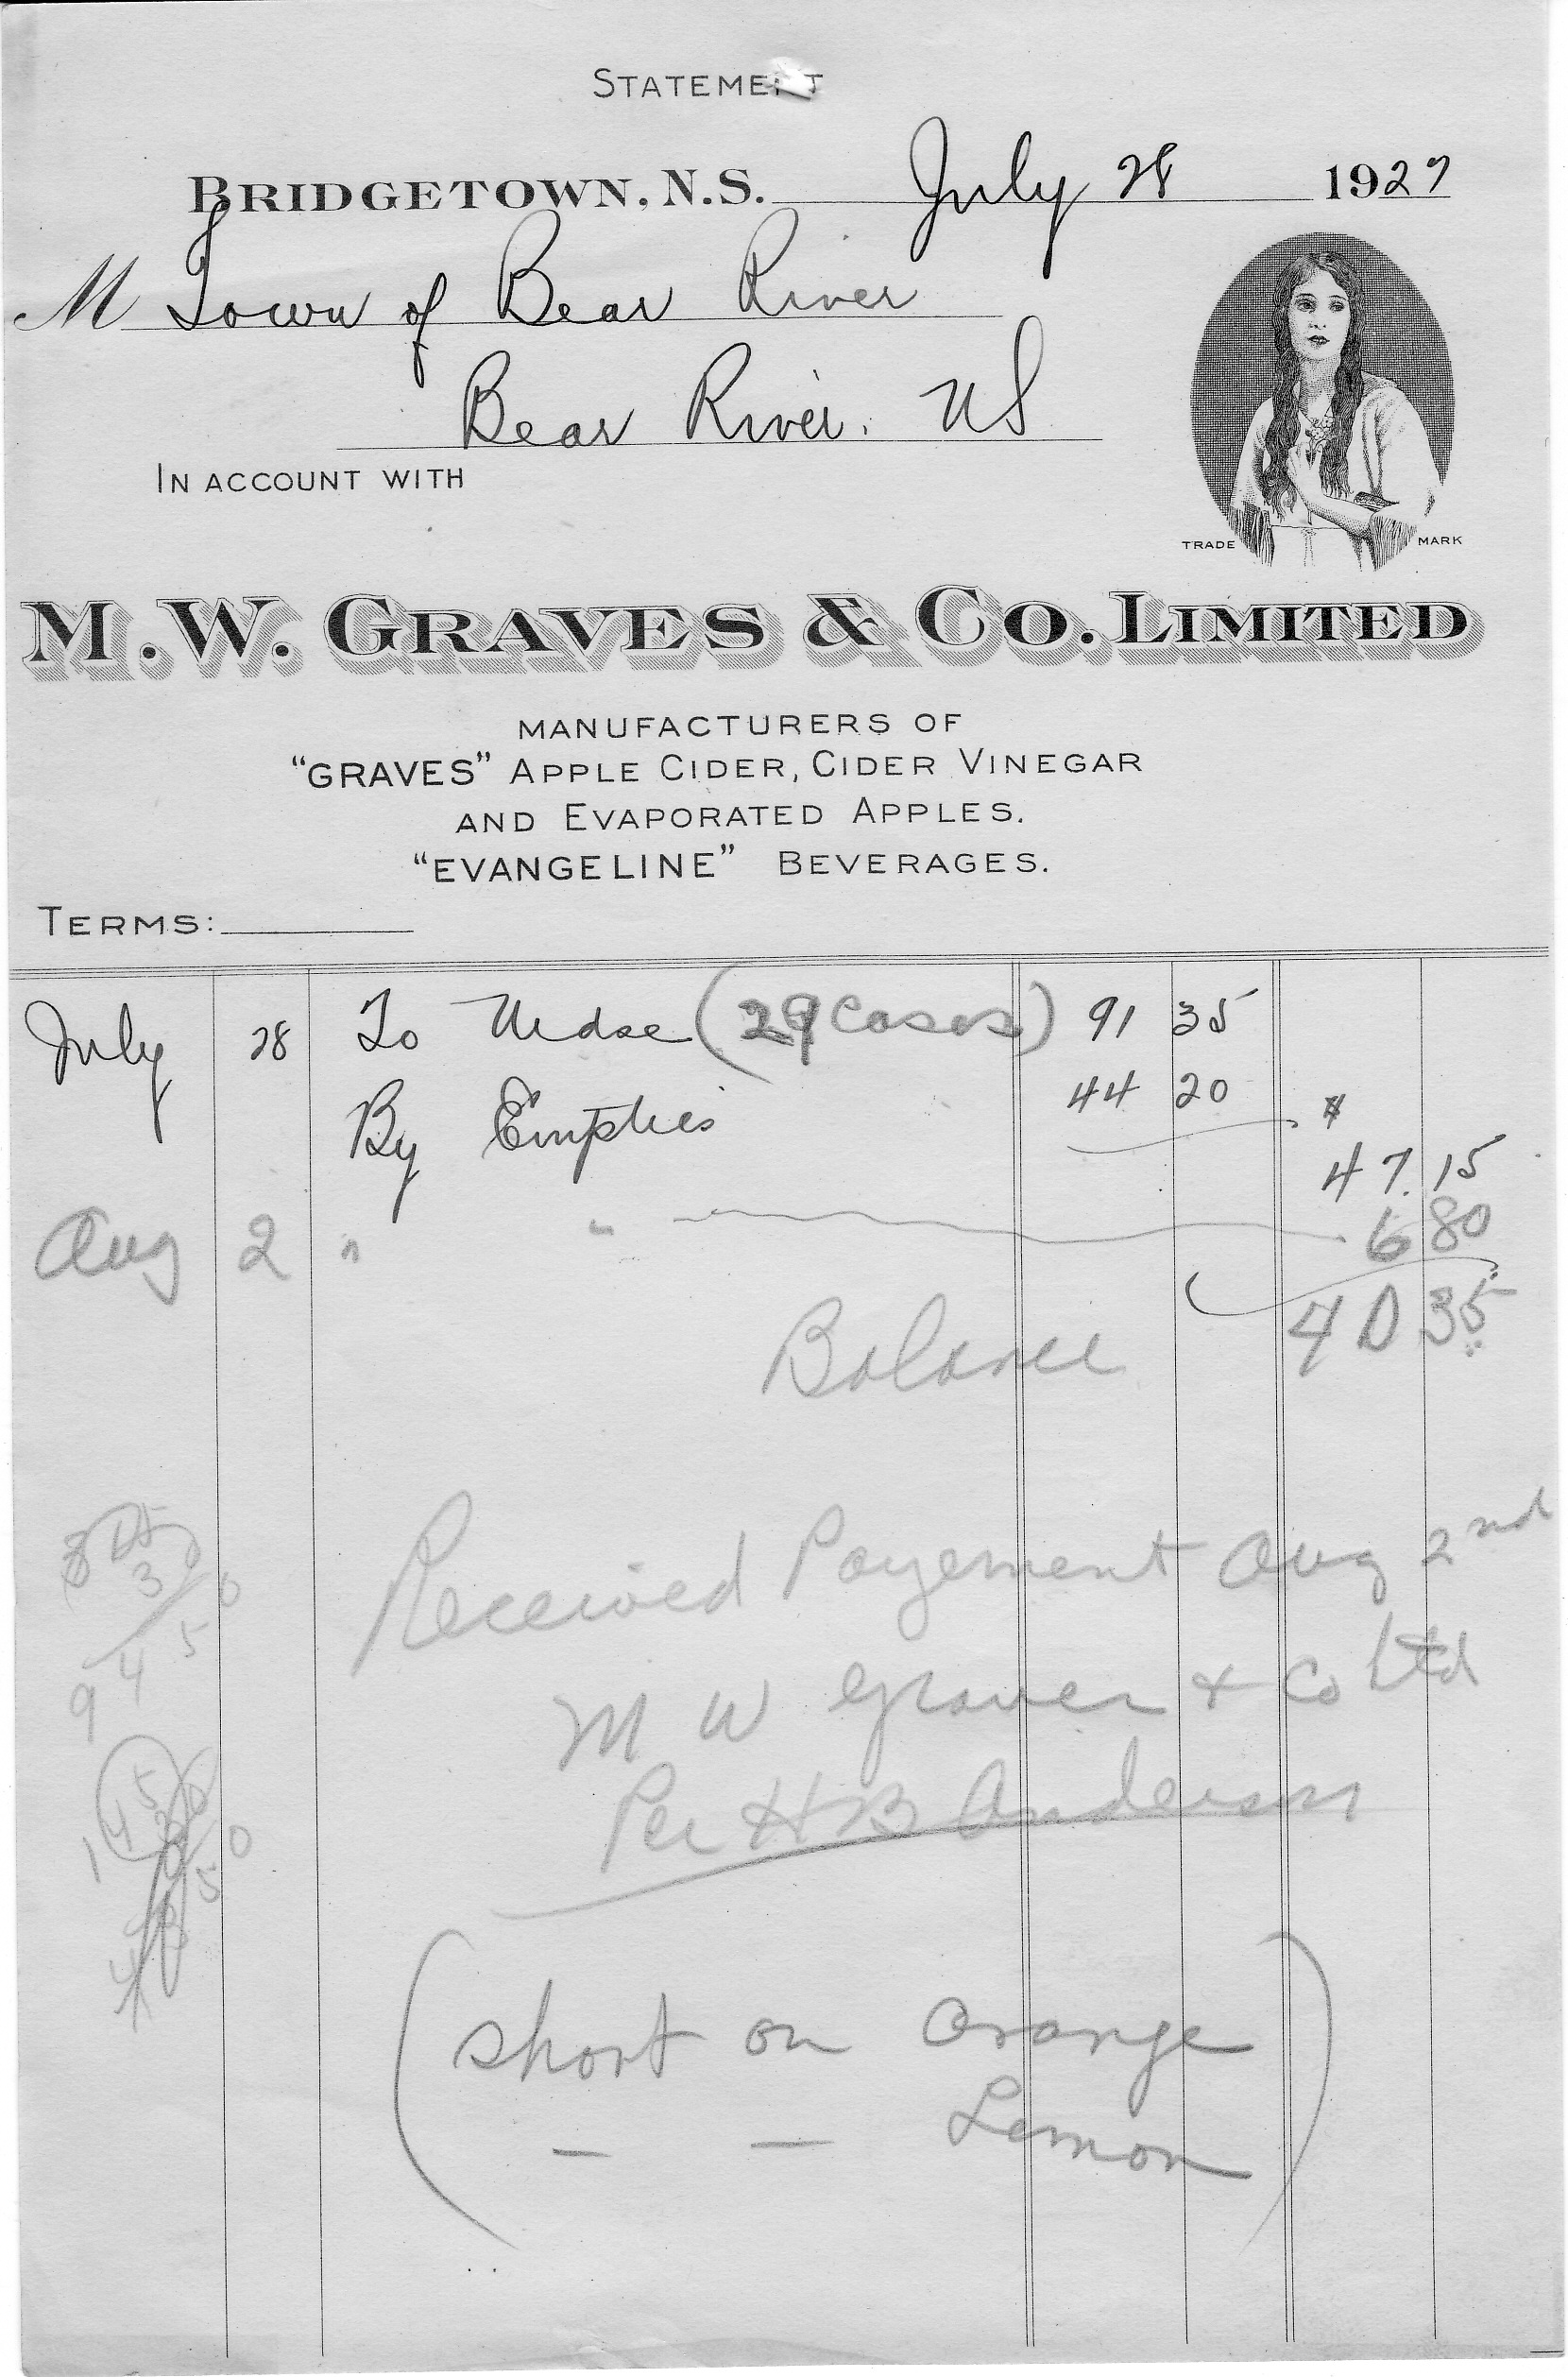 STATEMENT
BRIDGETOWN, N.S. July 28 1927
M Town of Bear River
Bear River. NS
IN ACCOUNT WITH
TRADE MARK
M. W. GRAVES & CO. LIMITED
MANUFACTURERS OF
"GRAVES" APPLE CIDER, CIDER VINEGAR
AND EVAPORATED APPLES.
"EVANGELINE" BEVERAGES.
TERMS:
July 28 To Mdse (29 Cases) 91 35
By Empties 44 20 $
47.15
Aug 2 " " 6 80
Balance 40 35
Received Payement Aug 2nd
M W Graves + Co Ltd
Per H B Anderson
(Short on Orange
— — Lemon)